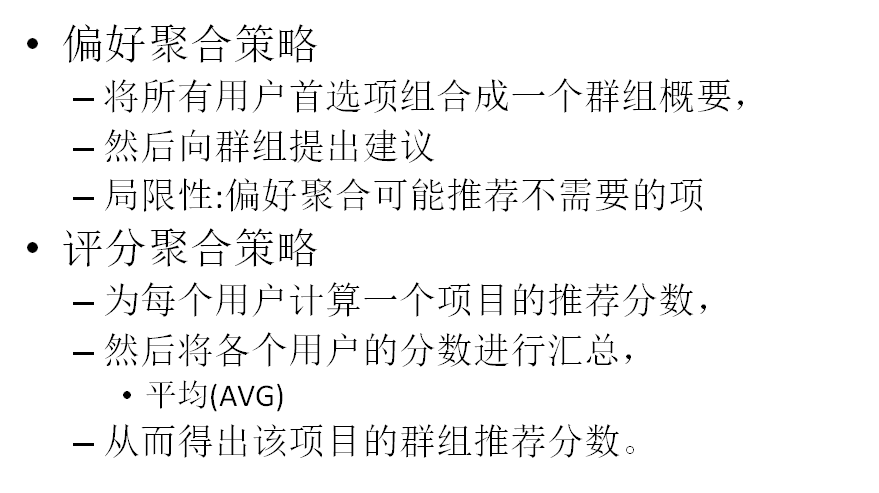 • 偏好聚合策略
– 将所有用户首选项组合成一个群组概要，
– 然后向群组提出建议
– 局限性:偏好聚合可能推荐不需要的项
• 评分聚合策略
– 为每个用户计算一个项目的推荐分数，
– 然后将各个用户的分数进行汇总，
• 平均(AVG)
– 从而得出该项目的群组推荐分数。